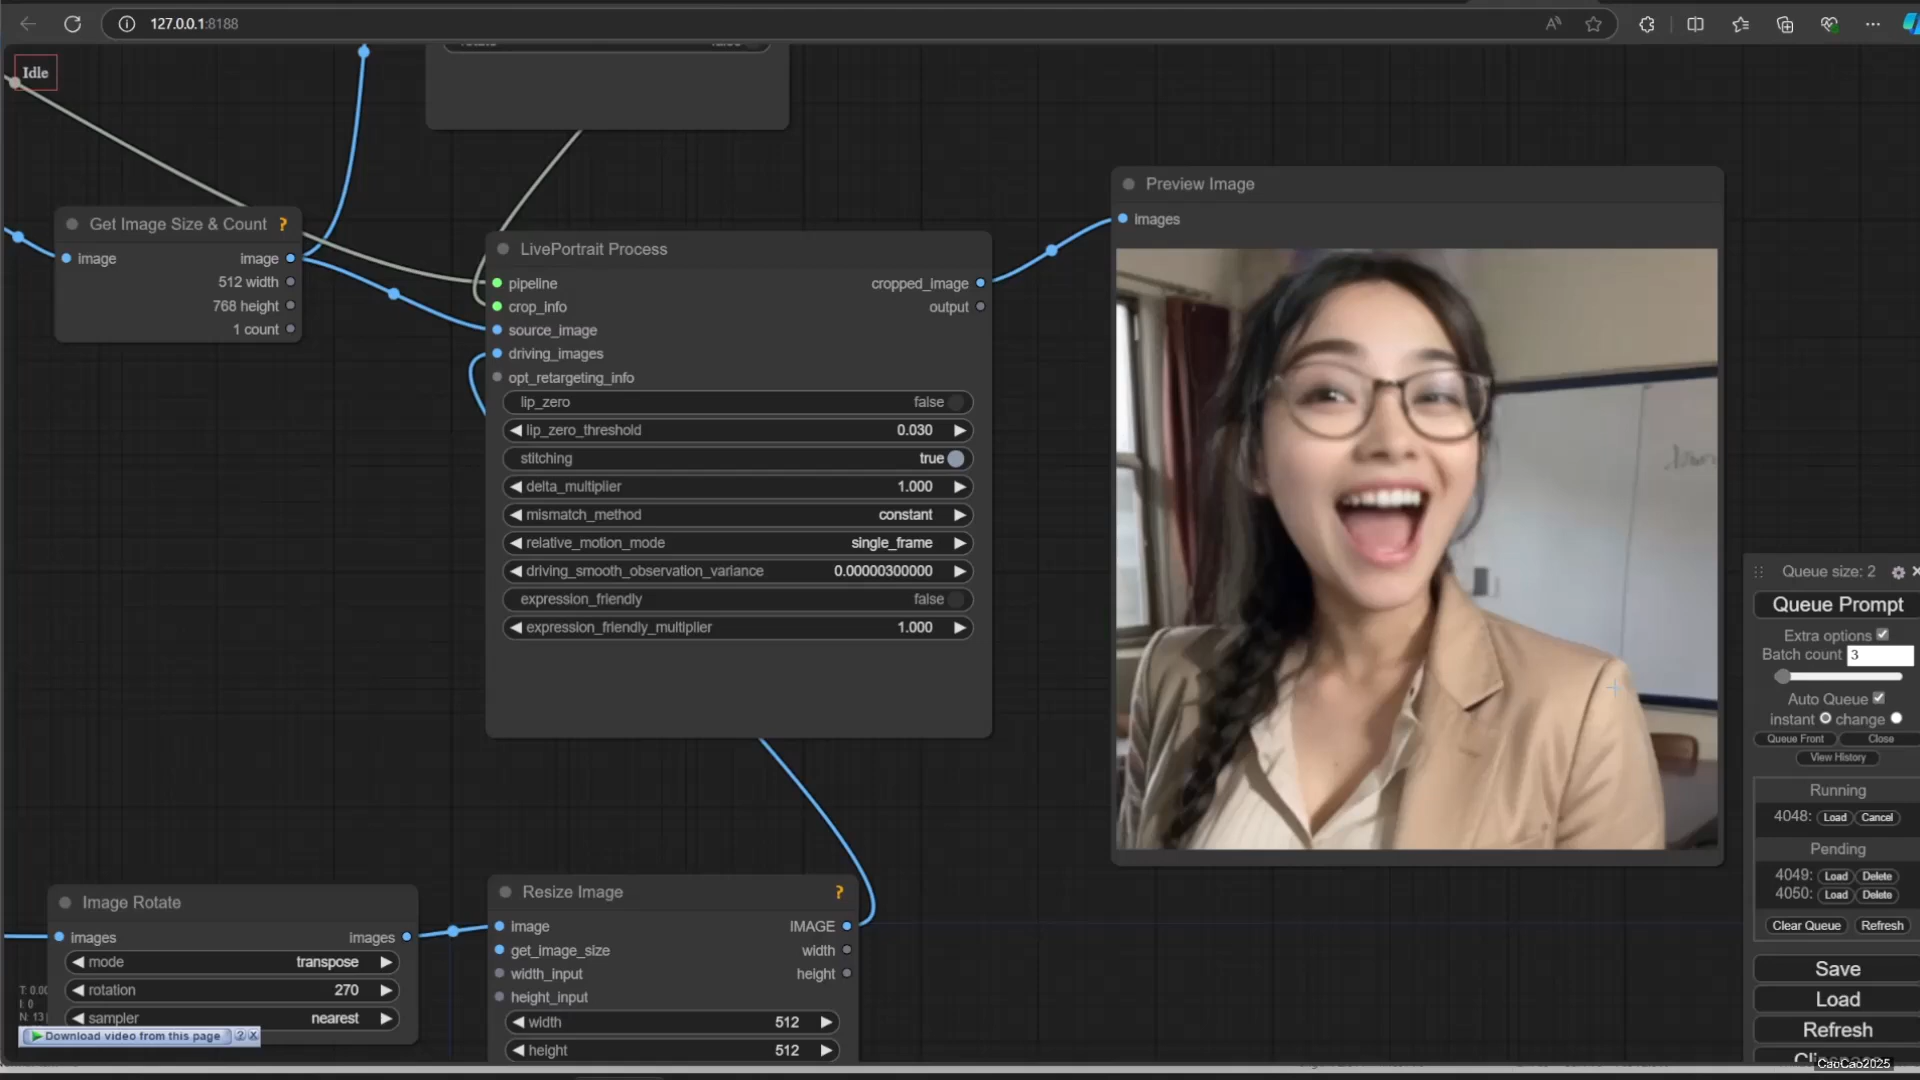 127.0.0.1:8188
Idle
false
Get Image Size & Count ?
image image
512 width
768 height
1 count
LivePortrait Process
pipeline cropped_image
crop_info output
source_image
driving_images
opt_retargeting_info
lip_zero false
lip_zero_threshold 0.030
stitching true
delta_multiplier 1.000
mismatch_method constant
relative_motion_mode single_frame
driving_smooth_observation_variance 0.00000300000
expression_friendly false
expression_friendly_multiplier 1.000
Preview Image
images
Queue size: 2
Queue Prompt
Extra options
Batch count 3
Auto Queue
instant change
Queue Front Close
View History
Running
4048: Load Cancel
Pending
4049: Load Delete
4050: Load Delete
Clear Queue Refresh
Save
Load
Refresh
Image Rotate
images images
mode transpose
rotation 270
sampler nearest
Resize Image ?
image IMAGE
get_image_size width
width_input height
height_input
width 512
height 512
T: 0.00
I: 0
N: 13
Download video from this page ? X
CaoCao2025